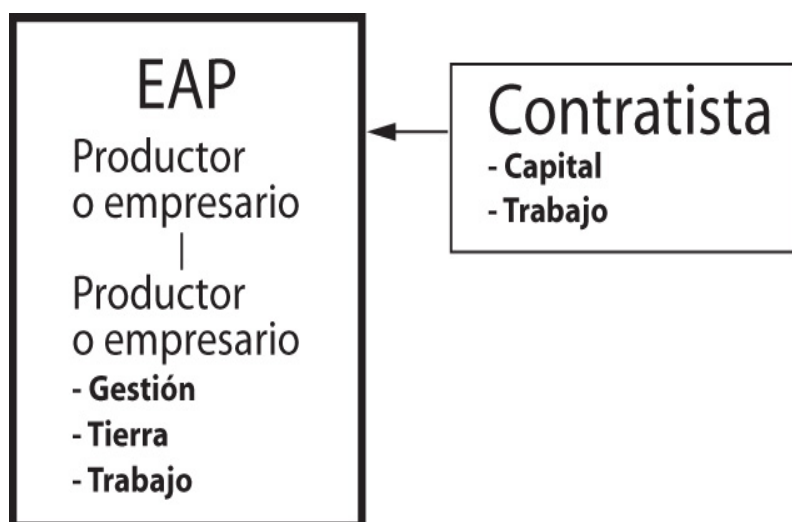 EAP
Productor
o empresario
Productor
o empresario
- Gestión
- Tierra
- Trabajo
Contratista
- Capital
- Trabajo